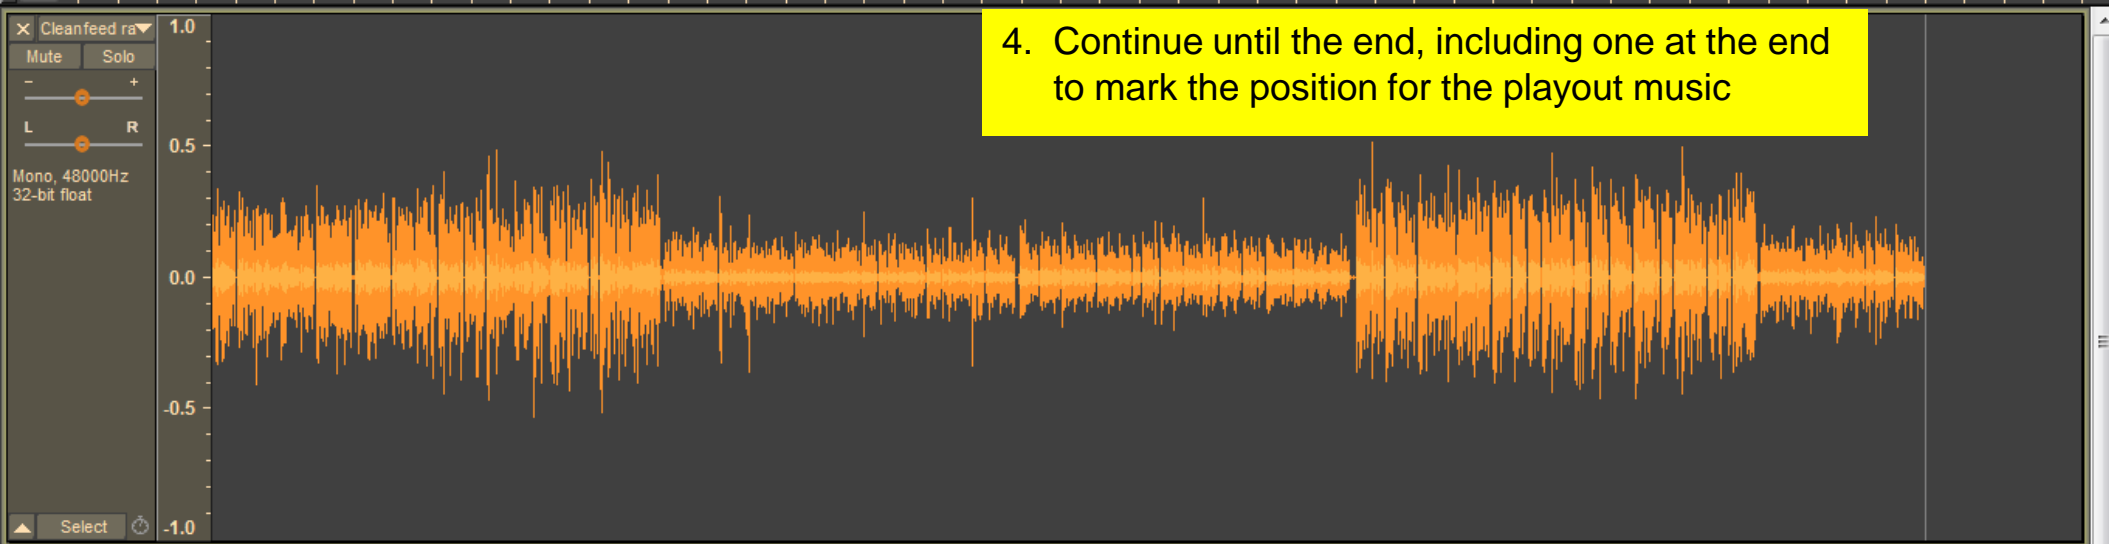 Cleanfeed ra
Mute Solo
- +
L R
Mono, 48000Hz
32-bit float
Select
1.0
0.5
0.0
-0.5
-1.0
4. Continue until the end, including one at the end
to mark the position for the playout music